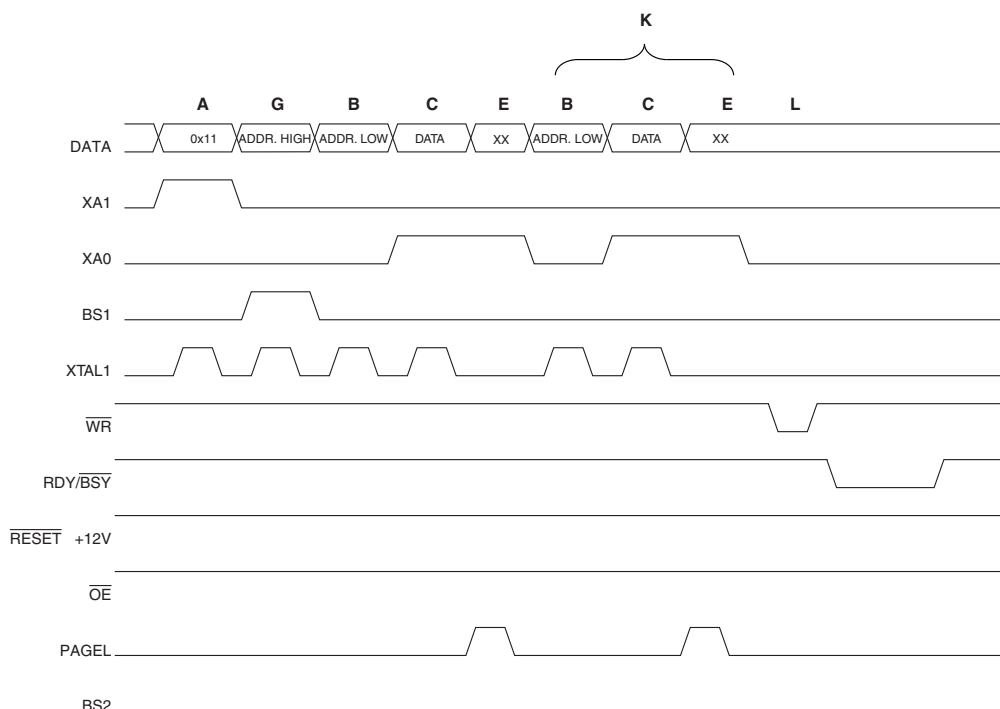 K
A G B C E B C E L
DATA 0x11 ADDR. HIGH ADDR. LOW DATA XX ADDR. LOW DATA XX
XA1
XA0
BS1
XTAL1
WR
RDY/BSY
RESET +12V
OE
PAGEL
BS2